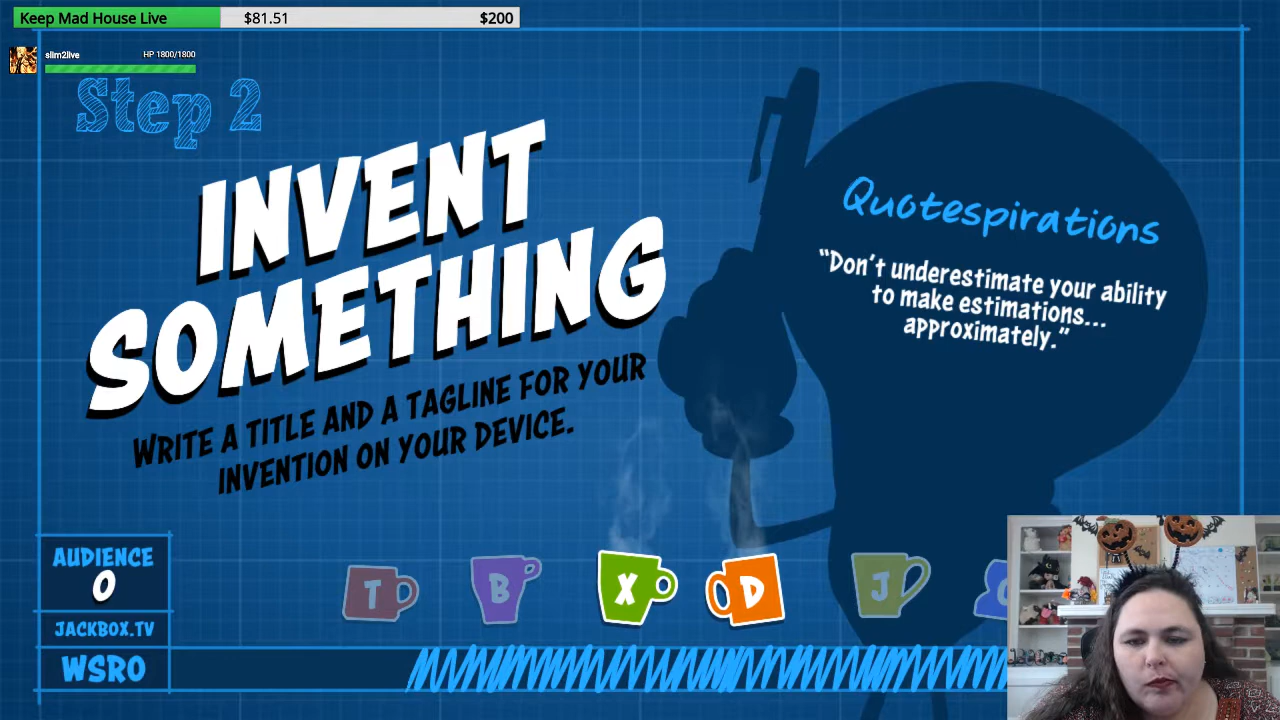 Keep Mad House Live $81.51 $200
slim2live HP 1800/1800
Step 2
INVENT
SOMETHING
WRITE A TITLE AND A TAGLINE FOR YOUR
INVENTION ON YOUR DEVICE.
Quotespirations
"Don't underestimate your ability
to make estimations...
approximately."
T B X D J
AUDIENCE
0
JACKBOX.TV
WSRO